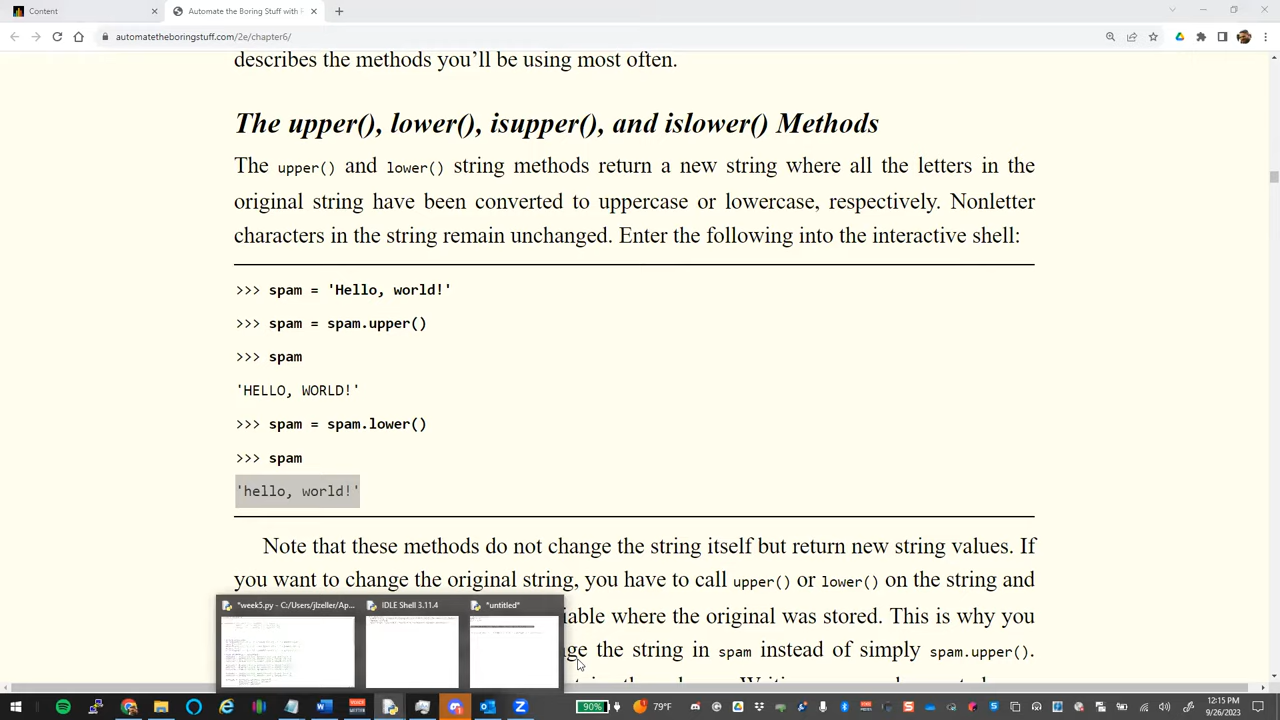 Content
Automate the Boring Stuff with
automatetheboringstuff.com/2e/chapter6/
describes the methods you’ll be using most often.
The upper(), lower(), isupper(), and islower() Methods
The upper() and lower() string methods return a new string where all the letters in the
original string have been converted to uppercase or lowercase, respectively. Nonletter
characters in the string remain unchanged. Enter the following into the interactive shell:
>>> spam = 'Hello, world!'
>>> spam = spam.upper()
>>> spam
'HELLO, WORLD!'
>>> spam = spam.lower()
>>> spam
'hello, world!'
Note that these methods do not change the string itself but return new string values. If
you want to change the original string, you have to call upper() or lower() on the string and
iable where the original was stored. This is why you
ge the string in spam instead of simply spam.upper().
*week5.py - C:/Users/jlzeller/Ap...
IDLE Shell 3.11.4
*untitled*
90%
79°F
12:15 PM
9/26/2023